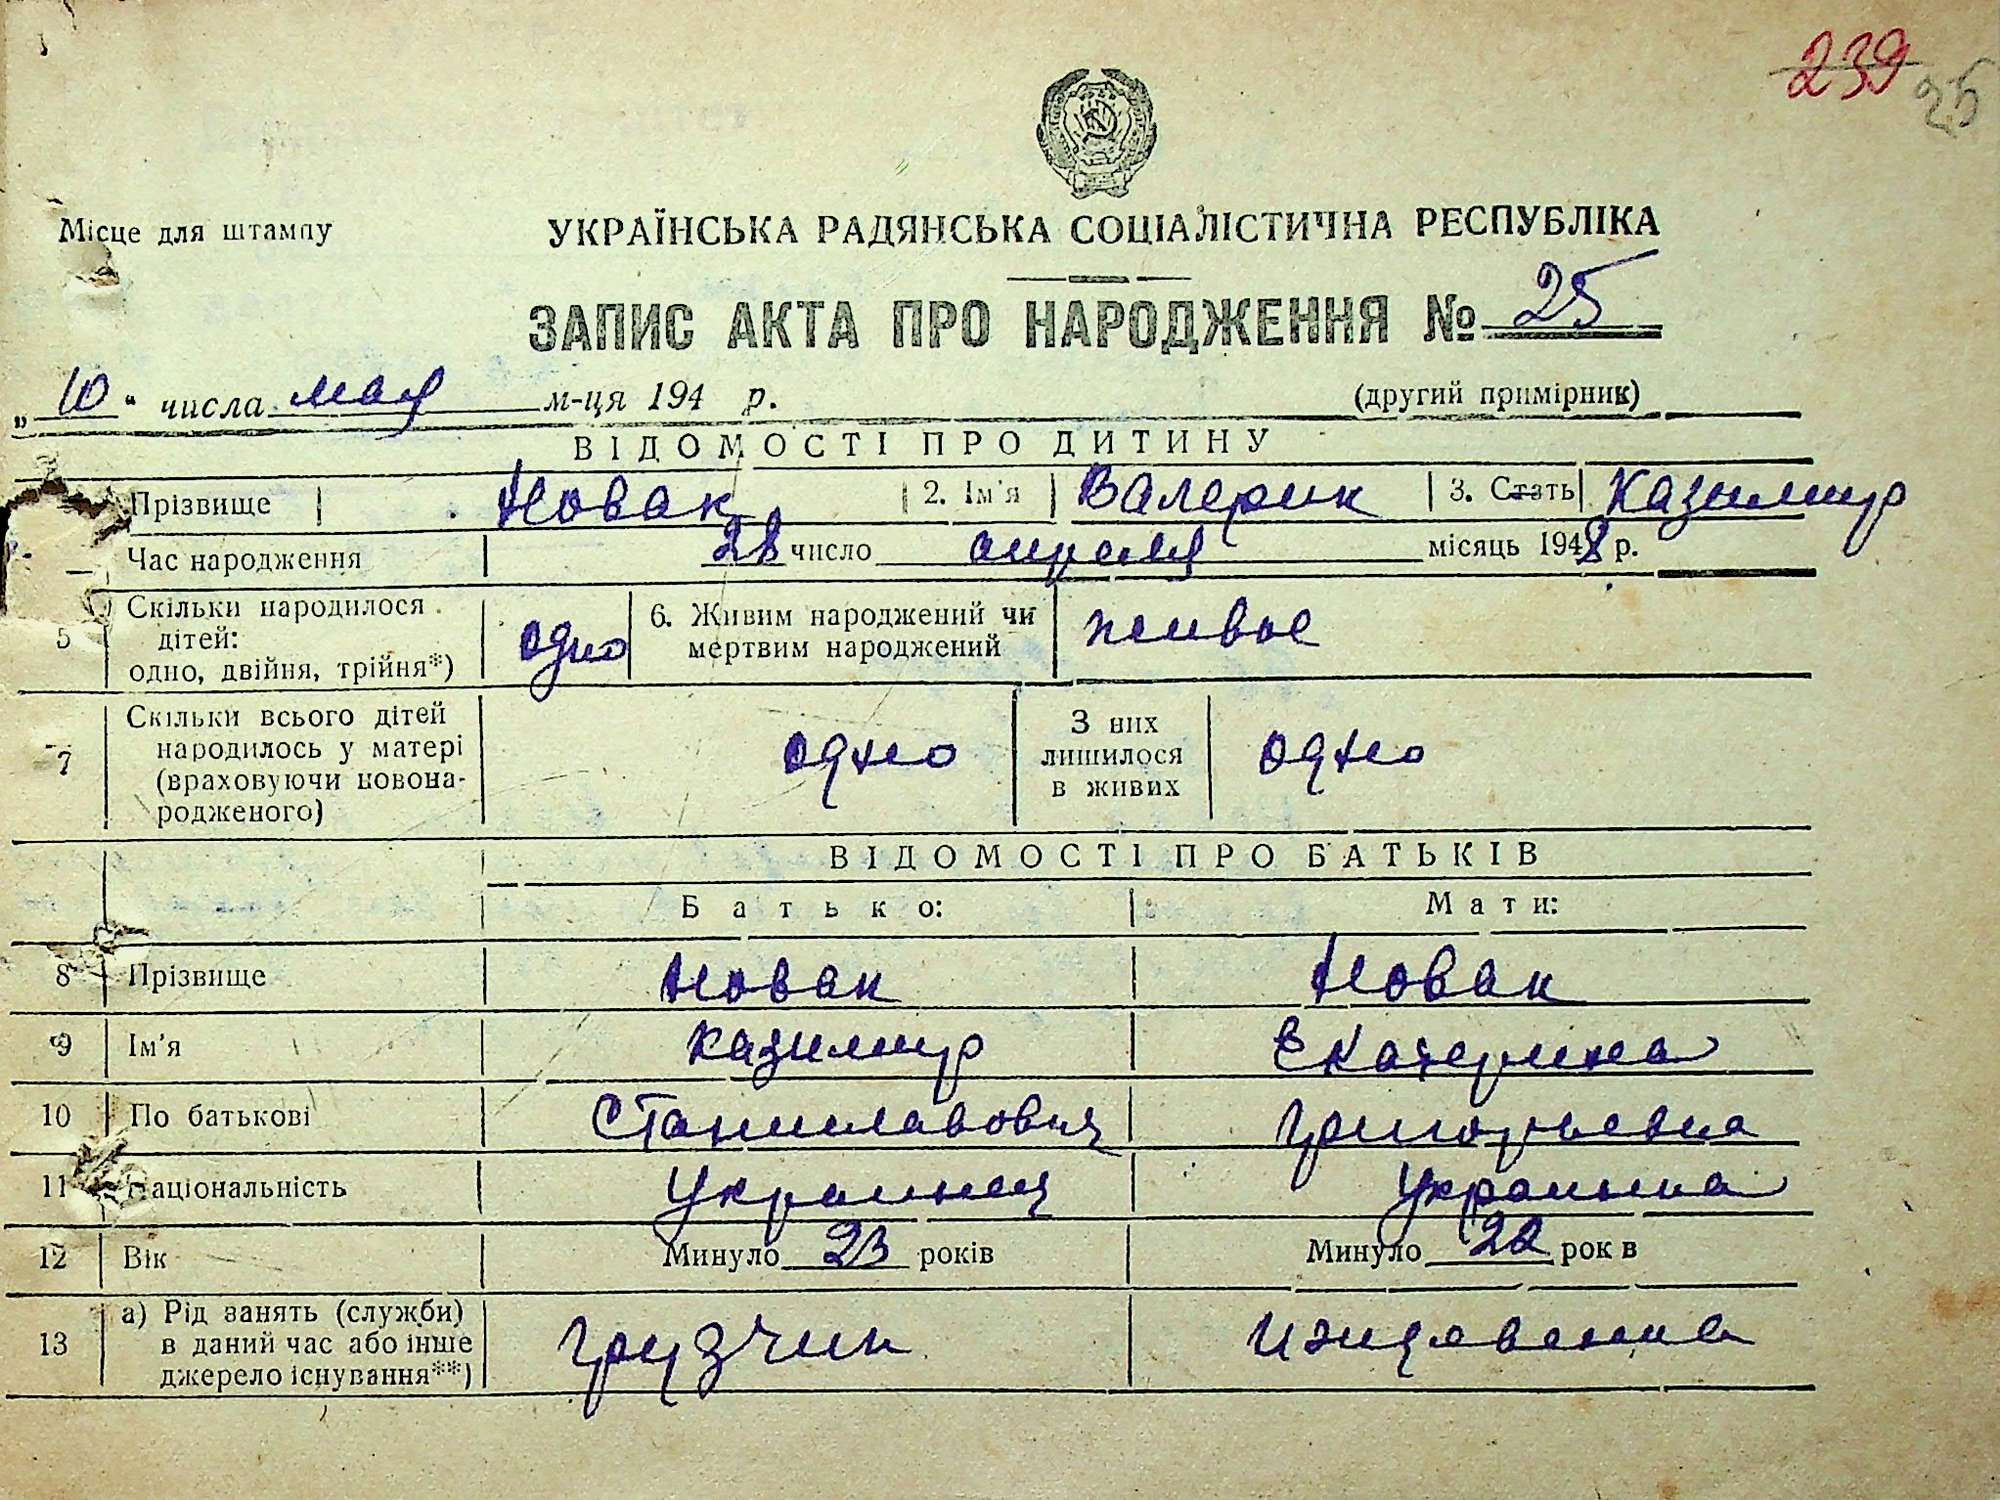 239 25
Місце для штампу
УКРАЇНСЬКА РАДЯНСЬКА СОЦІАЛІСТИЧНА РЕСПУБЛІКА
ЗАПИС АКТА ПРО НАРОДЖЕННЯ № 25
„10“ числа мая м-ця 194 р. (другий примірник)
ВІДОМОСТІ ПРО ДИТИНУ
Прізвище Новак 2. Ім'я Валерик 3. Стать Казимир
Час народження 28 число апреля місяць 1948 р.
Скільки народилося
5 дітей: одно 6. Живим народжений чи живое
одно, двійня, трійня*) мертвим народжений
Скільки всього дітей
7 народилось у матері одно З них одно
(враховуючи новона- лишилося
родженого) в живих
ВІДОМОСТІ ПРО БАТЬКІВ
Батько: Мати:
8 Прізвище Новак Новак
9 Ім'я Казимир Екатерина
10 По батькові Станиславович Григорьевна
11 Національність Украинец Украинка
12 Вік Минуло 23 років Минуло 22 рок в
а) Рід занять (служби)
13 в даний час або інше грузчик
джерело існування**)